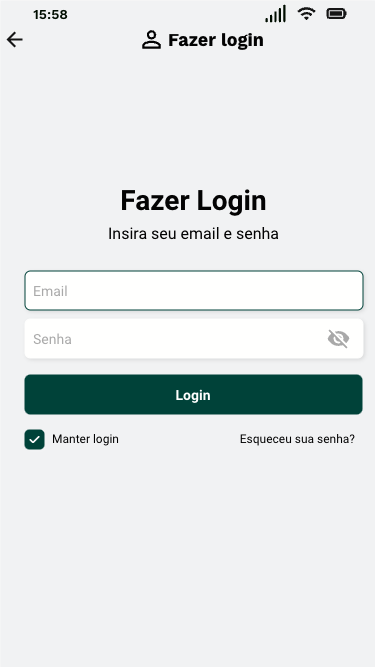 15:58
Fazer login
Fazer Login
Insira seu email e senha
Email
Senha
Login
Manter login
Esqueceu sua senha?